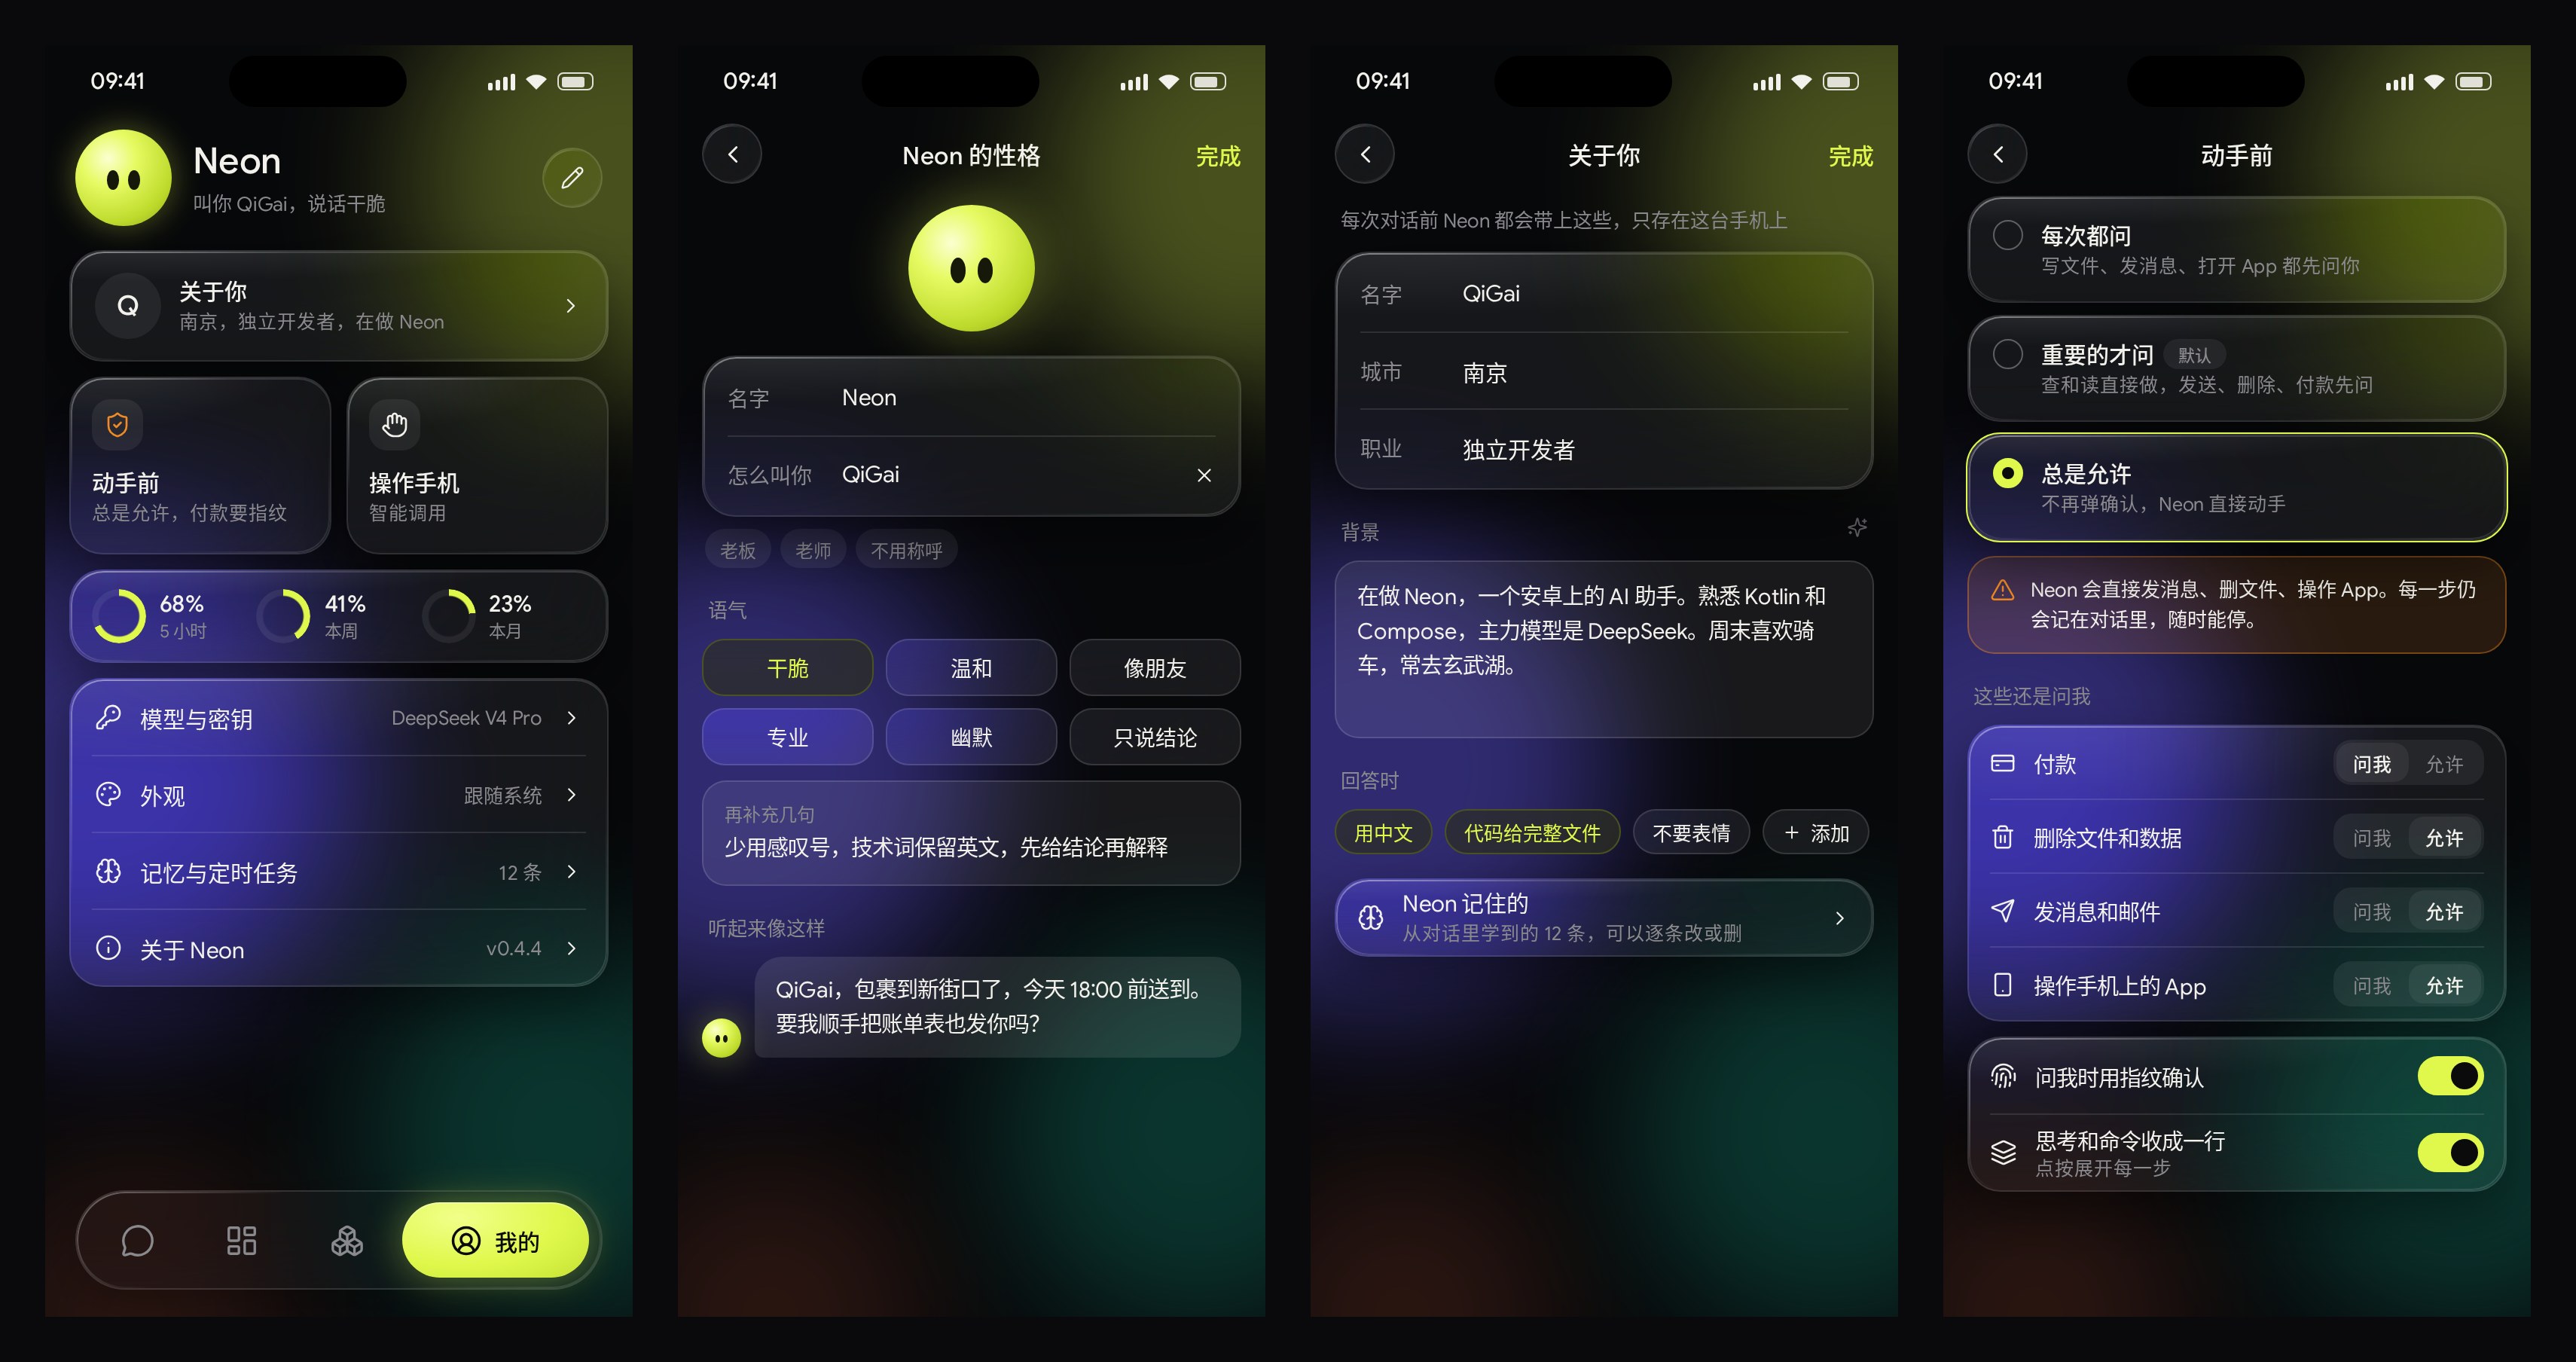 09:41
Neon
叫你 QiGai，说话干脆
Q
关于你
南京，独立开发者，在做 Neon
动手前
总是允许，付款要指纹
操作手机
智能调用
68%
5 小时
41%
本周
23%
本月
模型与密钥
DeepSeek V4 Pro
外观
跟随系统
记忆与定时任务
12 条
关于 Neon
v0.4.4
我的
09:41
Neon 的性格
完成
名字
Neon
怎么叫你
QiGai
老板
老师
不用称呼
语气
干脆
温和
像朋友
专业
幽默
只说结论
再补充几句
少用感叹号，技术词保留英文，先给结论再解释
听起来像这样
QiGai，包裹到新街口了，今天 18:00 前送到。
要我顺手把账单表也发你吗？
09:41
关于你
完成
每次对话前 Neon 都会带上这些，只存在这台手机上
名字
QiGai
城市
南京
职业
独立开发者
背景
在做 Neon，一个安卓上的 AI 助手。熟悉 Kotlin 和
Compose，主力模型是 DeepSeek。周末喜欢骑
车，常去玄武湖。
回答时
用中文
代码给完整文件
不要表情
+ 添加
Neon 记住的
从对话里学到的 12 条，可以逐条改或删
09:41
动手前
每次都问
写文件、发消息、打开 App 都先问你
重要的才问
默认
查和读直接做，发送、删除、付款先问
总是允许
不再弹确认，Neon 直接动手
Neon 会直接发消息、删文件、操作 App。每一步仍
会记在对话里，随时能停。
这些还是问我
付款
问我
允许
删除文件和数据
问我
允许
发消息和邮件
问我
允许
操作手机上的 App
问我
允许
问我时用指纹确认
思考和命令收成一行
点按展开每一步